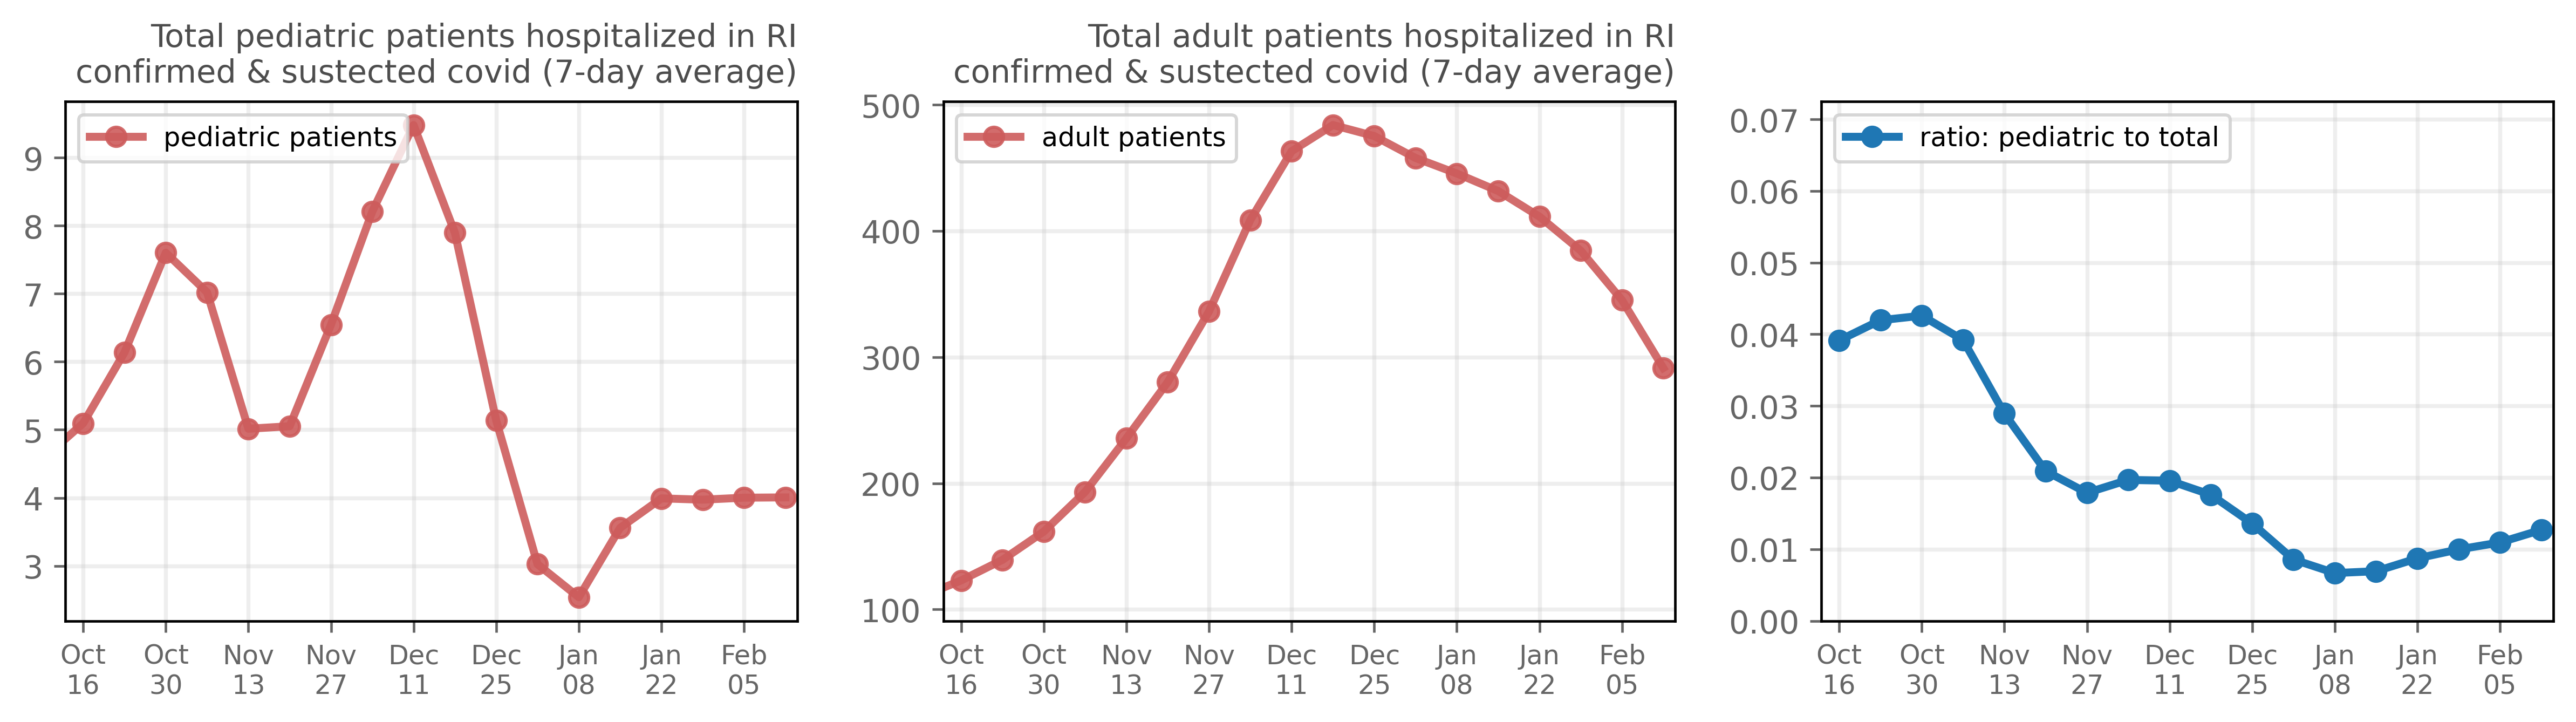 Total pediatric patients hospitalized in RI
confirmed & sustected covid (7-day average)
pediatric patients
9
8
7
6
5
4
3
Oct 16
Oct 30
Nov 13
Nov 27
Dec 11
Dec 25
Jan 08
Jan 22
Feb 05
Total adult patients hospitalized in RI
confirmed & sustected covid (7-day average)
adult patients
500
400
300
200
100
Oct 16
Oct 30
Nov 13
Nov 27
Dec 11
Dec 25
Jan 08
Jan 22
Feb 05
ratio: pediatric to total
0.07
0.06
0.05
0.04
0.03
0.02
0.01
0.00
Oct 16
Oct 30
Nov 13
Nov 27
Dec 11
Dec 25
Jan 08
Jan 22
Feb 05